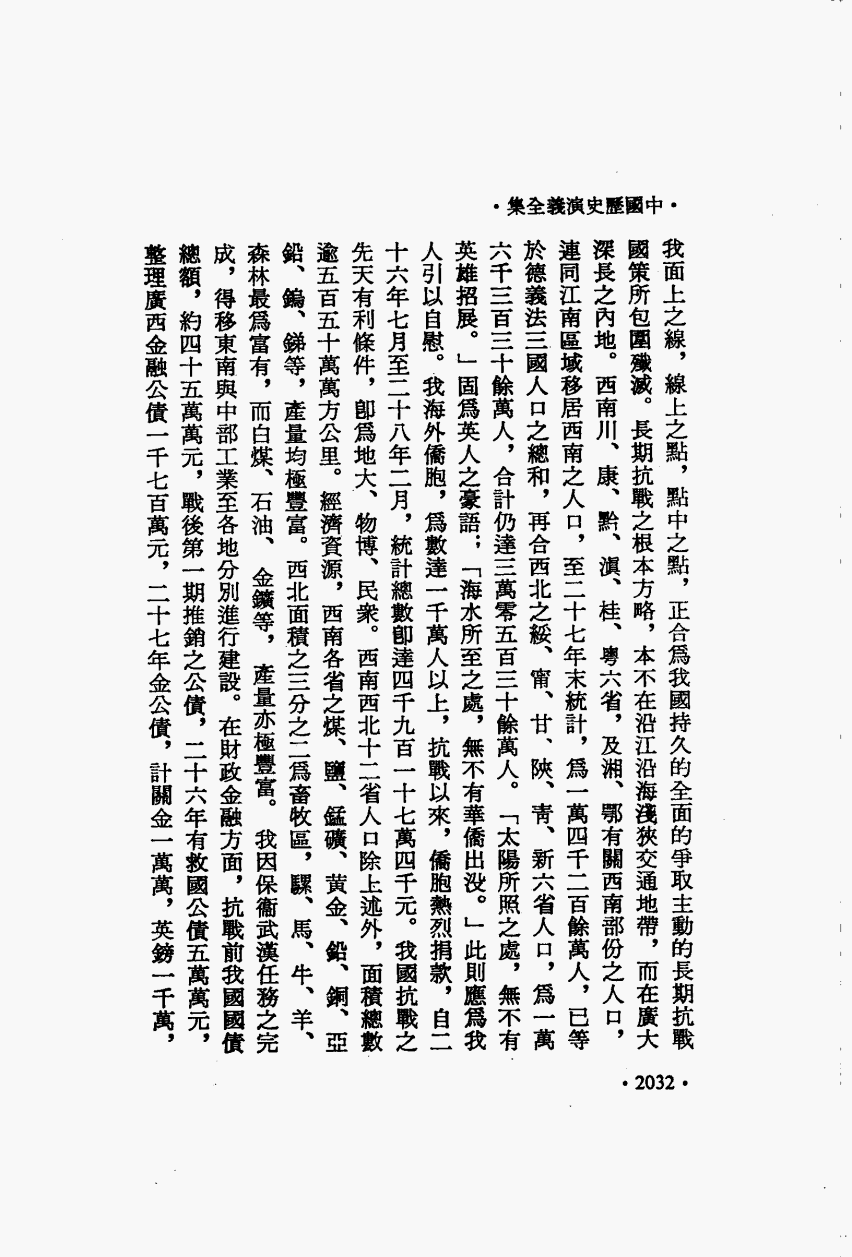 ·中國歷史演義全集·
我面上之線，線上之點，點中之點，正合爲我國持久的全面的爭取主動的長期抗戰
國策所包圍殲滅。長期抗戰之根本方略，本不在沿江沿海淺狹交通地帶，而在廣大
深長之內地。西南川、康、黔、滇、桂、粵六省，及湘、鄂有關西南部份之人口，
連同江南區域移居西南之人口，至二十七年末統計，爲一萬四千二百餘萬人，已等
於德義法三國人口之總和，再合西北之綏、甯、甘、陝、靑、新六省人口，爲一萬
六千三百三十餘萬人，合計仍達三萬零五百三十餘萬人。「太陽所照之處，無不有
英雄招展。」固爲英人之豪語；「海水所至之處，無不有華僑出沒。」此則應爲我
人引以自慰。我海外僑胞，爲數達一千萬人以上，抗戰以來，僑胞熱烈捐款，自二
十六年七月至二十八年二月，統計總數卽達四千九百一十七萬四千元。我國抗戰之
先天有利條件，卽爲地大、物博、民衆。西南西北十二省人口除上述外，面積總數
逾五百五十萬萬方公里。經濟資源，西南各省之煤、鹽、錳礦、黃金、鉛、銅、亞
鉛、鎢、銻等，產量均極豐富。西北面積之三分之二爲畜牧區，騾、馬、牛、羊、
森林最爲富有，而白煤、石油、金鑛等，產量亦極豐富。我因保衞武漢任務之完
成，得移東南與中部工業至各地分別進行建設。在財政金融方面，抗戰前我國國債
總額，約四十五萬萬元，戰後第一期推銷之公債，二十六年有救國公債五萬萬元，
整理廣西金融公債一千七百萬元，二十七年金公債，計關金一萬萬，英鎊一千萬，
·2032·